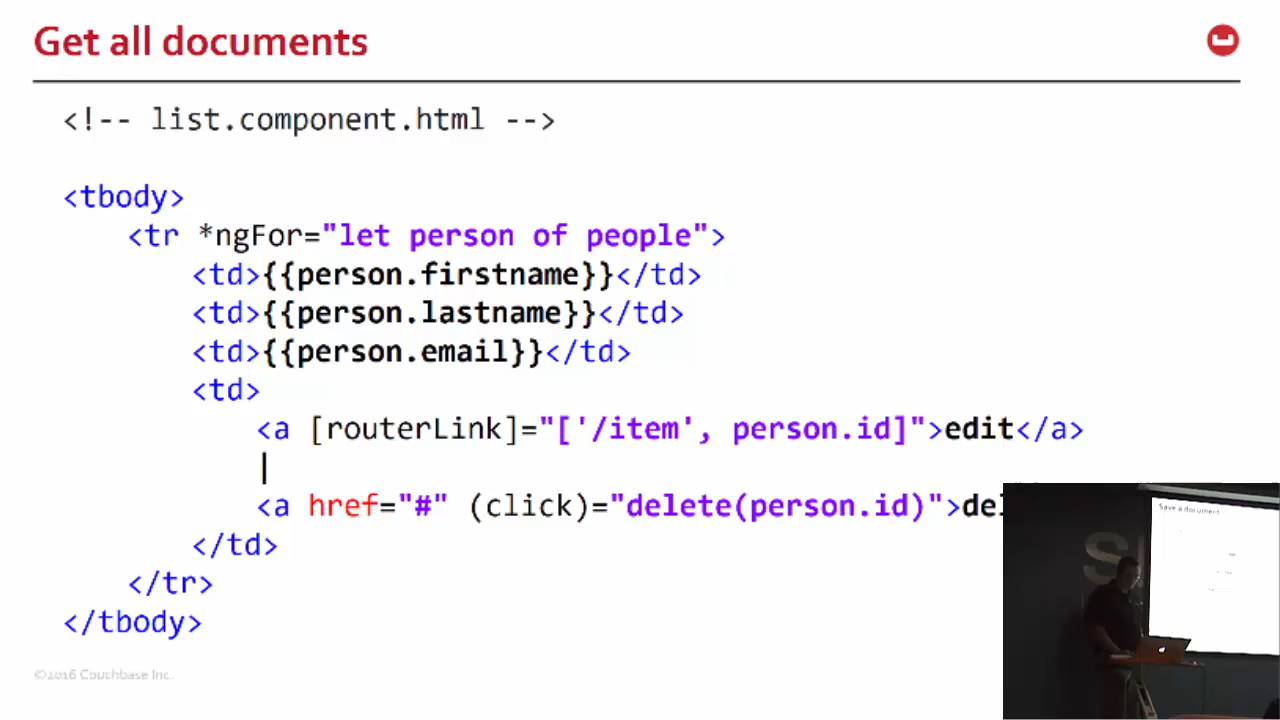 Get all documents
<!-- list.component.html -->
<tbody>
<tr *ngFor="let person of people">
<td>{{person.firstname}}</td>
<td>{{person.lastname}}</td>
<td>{{person.email}}</td>
<td>
<a [routerLink]="['/item', person.id]">edit</a>
|
<a href="#" (click)="delete(person.id)">del
</td>
</tr>
</tbody>
©2016 Couchbase Inc.
Save a document